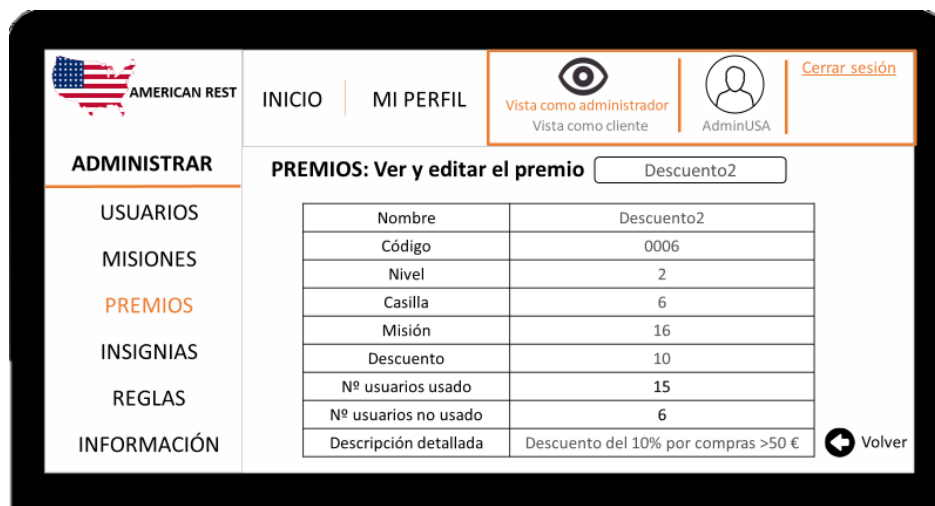 AMERICAN REST
INICIO
MI PERFIL
Vista como administrador
Vista como cliente
AdminUSA
Cerrar sesión
ADMINISTRAR
USUARIOS
MISIONES
PREMIOS
INSIGNIAS
REGLAS
INFORMACIÓN
PREMIOS: Ver y editar el premio Descuento2
Nombre Descuento2
Código 0006
Nivel 2
Casilla 6
Misión 16
Descuento 10
Nº usuarios usado 15
Nº usuarios no usado 6
Descripción detallada Descuento del 10% por compras >50 €
Volver